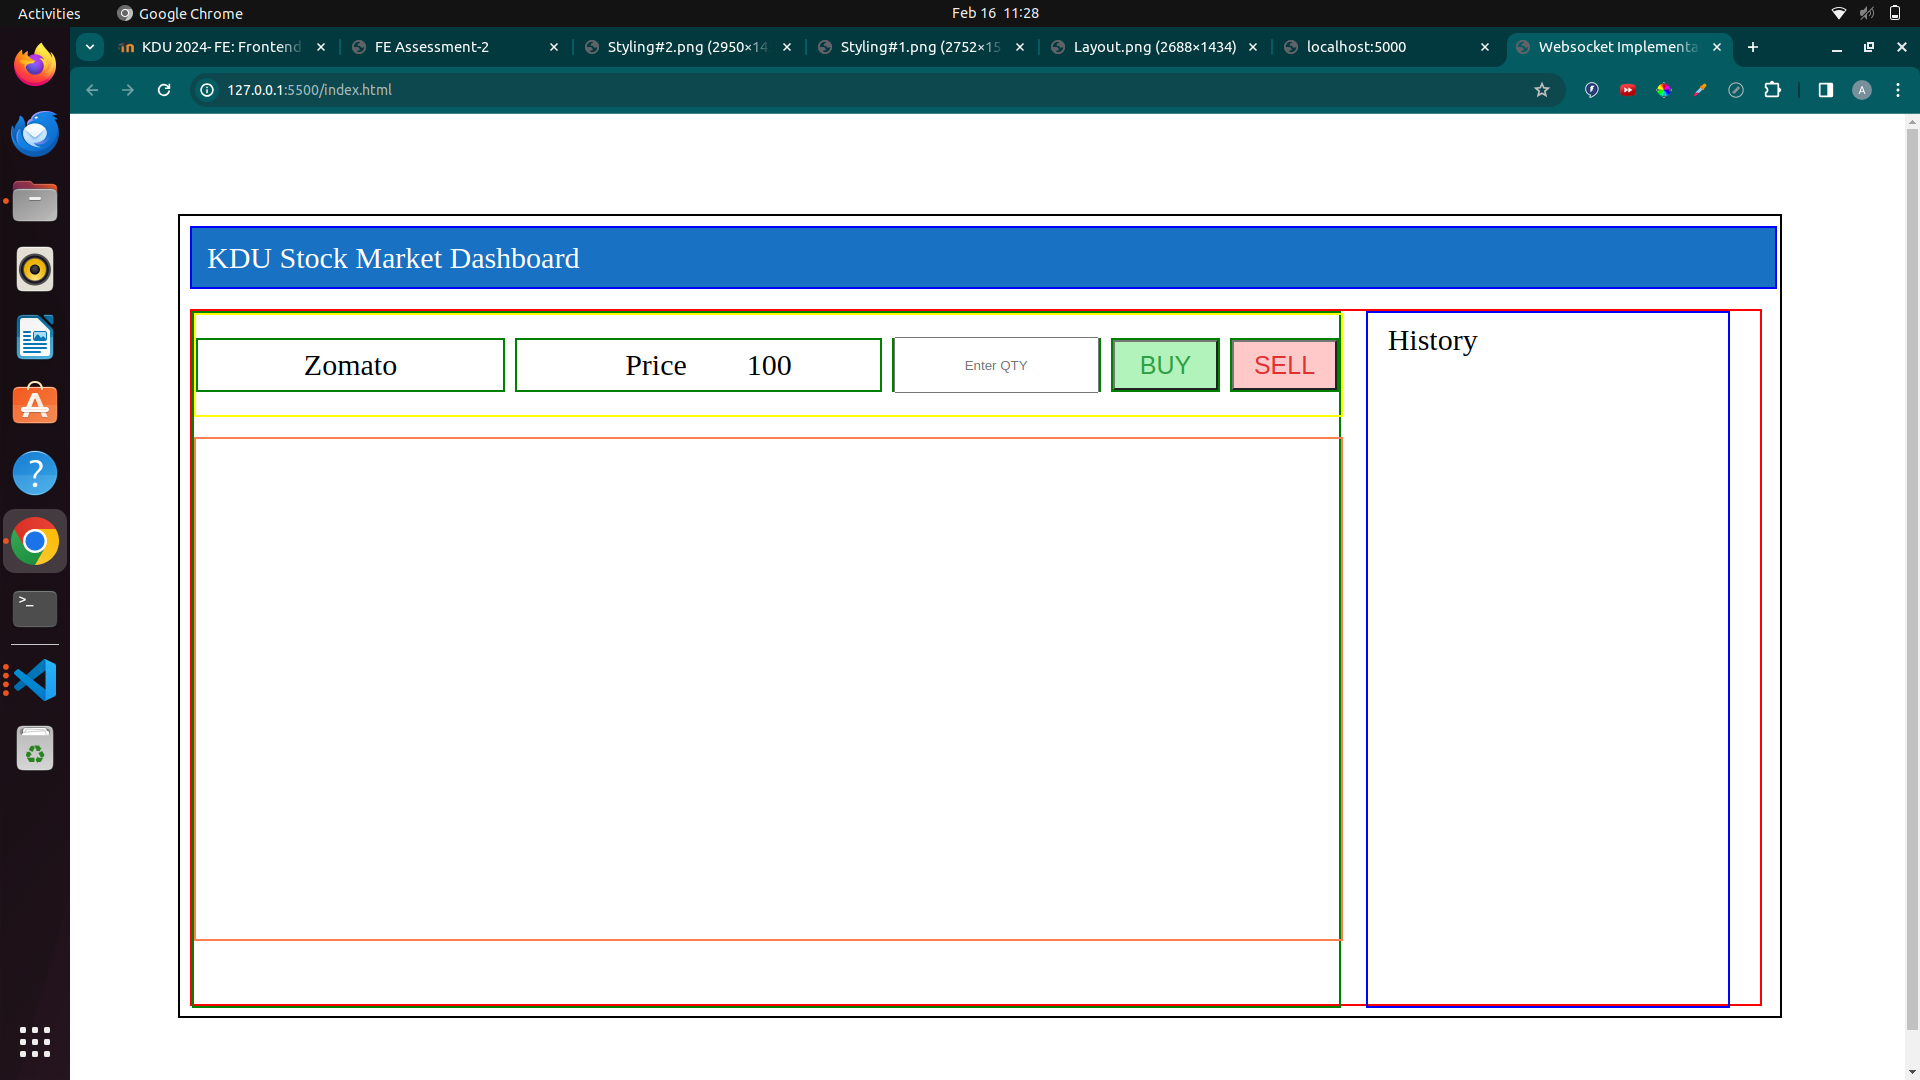 Activities
Google Chrome
Feb 16 11:28
KDU 2024- FE: Frontend
FE Assessment-2
Styling#2.png (2950×14
Styling#1.png (2752×15
Layout.png (2688×1434)
localhost:5000
Websocket Implementa
127.0.0.1:5500/index.html
A
KDU Stock Market Dashboard
Zomato
Price 100
Enter QTY
BUY
SELL
History